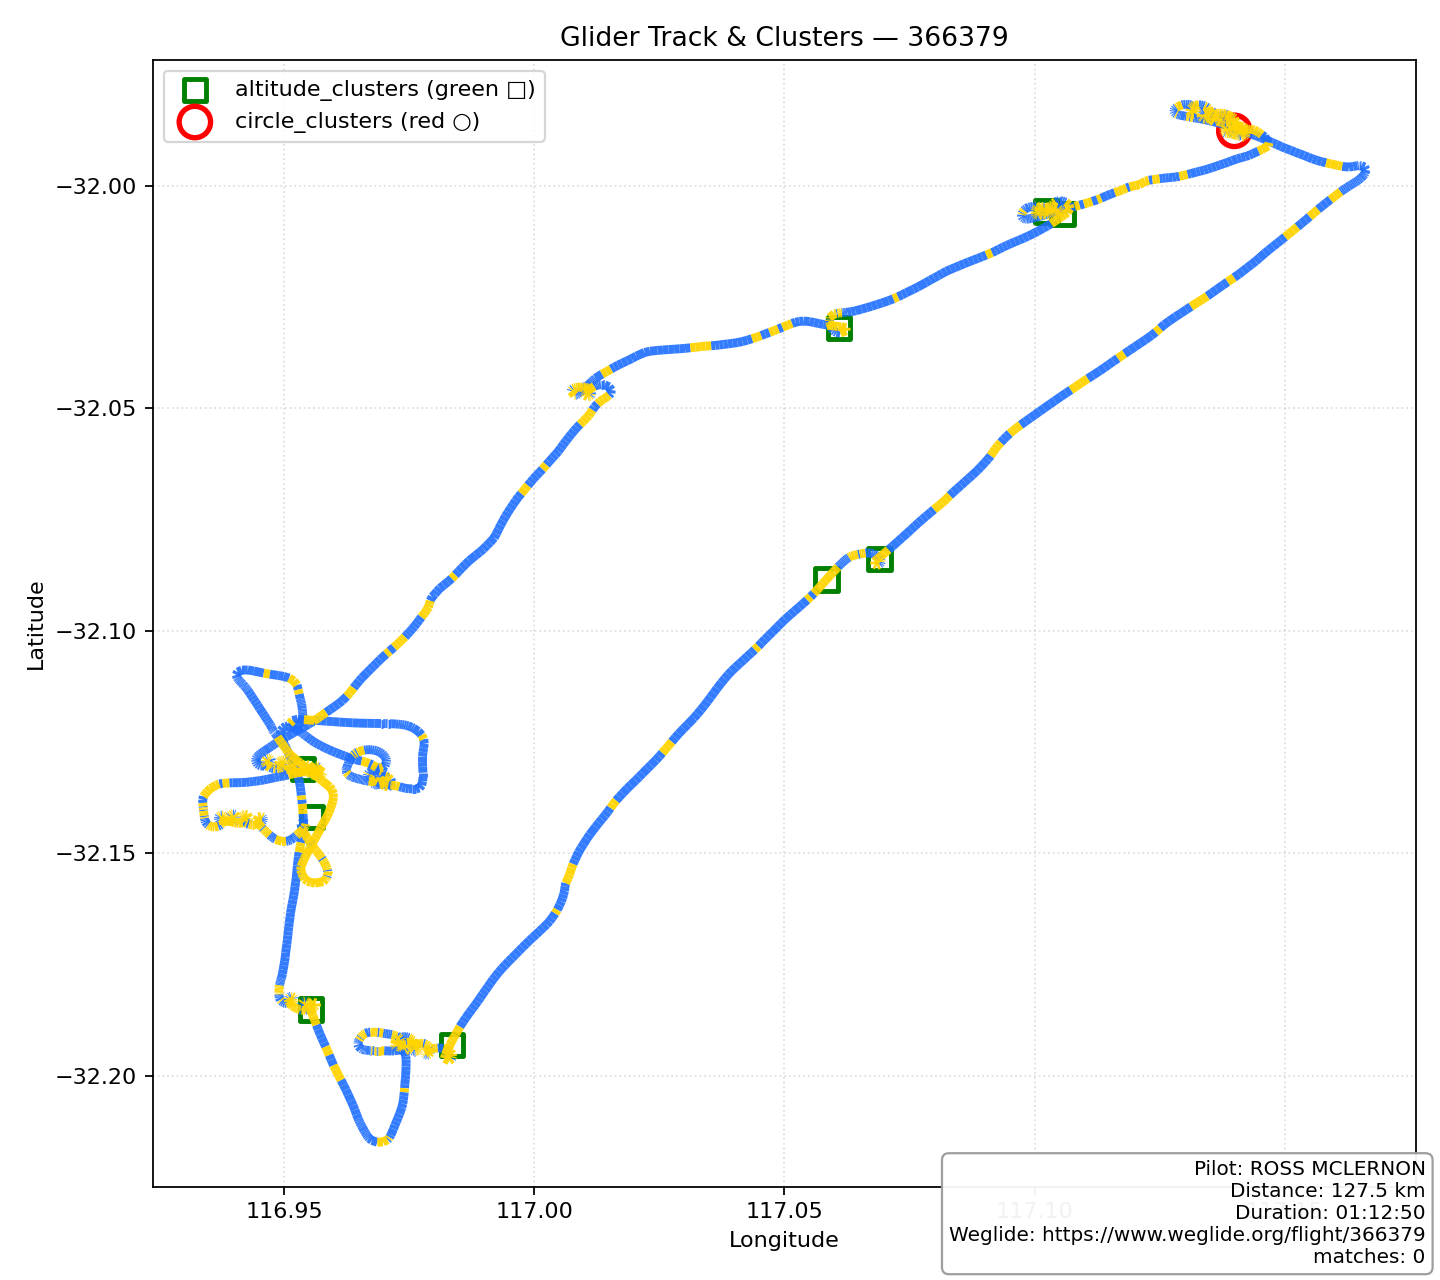 Glider Track & Clusters — 366379
altitude_clusters (green □)
circle_clusters (red ○)
−32.00
−32.05
−32.10
−32.15
−32.20
Latitude
116.95
117.00
117.05
117.10
Longitude
Pilot: ROSS MCLERNON
Distance: 127.5 km
Duration: 01:12:50
Weglide: https://www.weglide.org/flight/366379
matches: 0